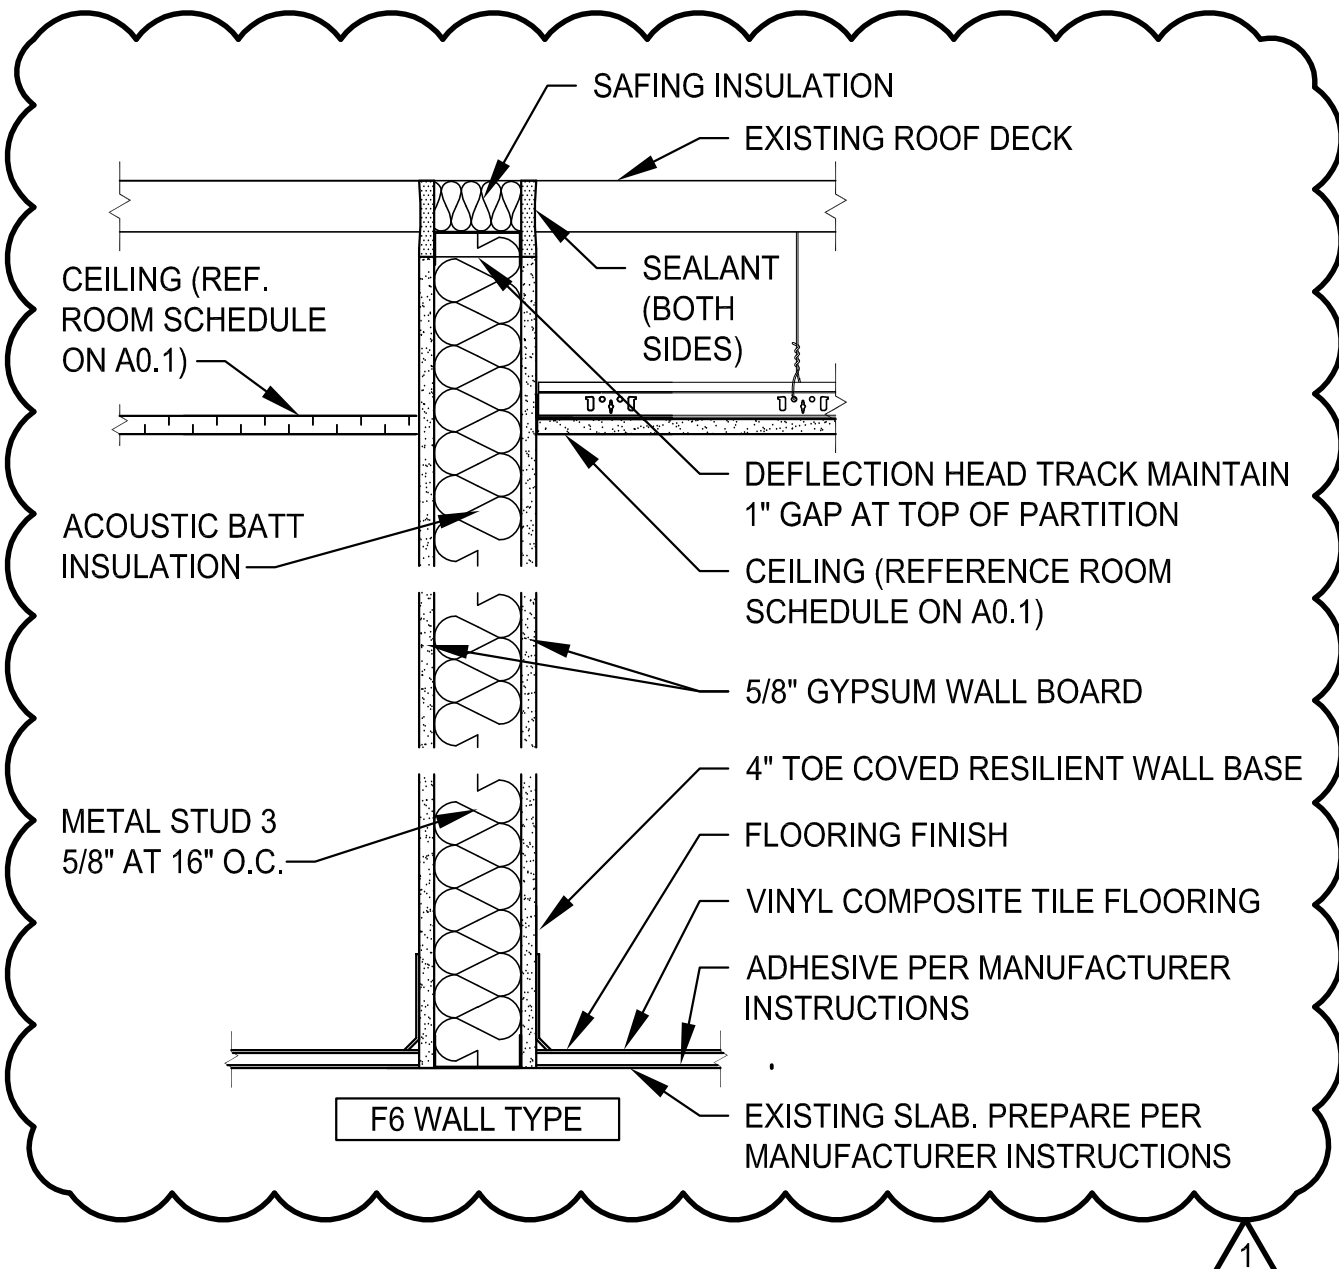 SAFING INSULATION
EXISTING ROOF DECK
CEILING (REF.
ROOM SCHEDULE
ON A0.1)
SEALANT
(BOTH
SIDES)
DEFLECTION HEAD TRACK MAINTAIN
1" GAP AT TOP OF PARTITION
ACOUSTIC BATT
INSULATION
CEILING (REFERENCE ROOM
SCHEDULE ON A0.1)
5/8" GYPSUM WALL BOARD
4" TOE COVED RESILIENT WALL BASE
METAL STUD 3
5/8" AT 16" O.C.
FLOORING FINISH
VINYL COMPOSITE TILE FLOORING
ADHESIVE PER MANUFACTURER
INSTRUCTIONS
EXISTING SLAB. PREPARE PER
MANUFACTURER INSTRUCTIONS
F6 WALL TYPE
1